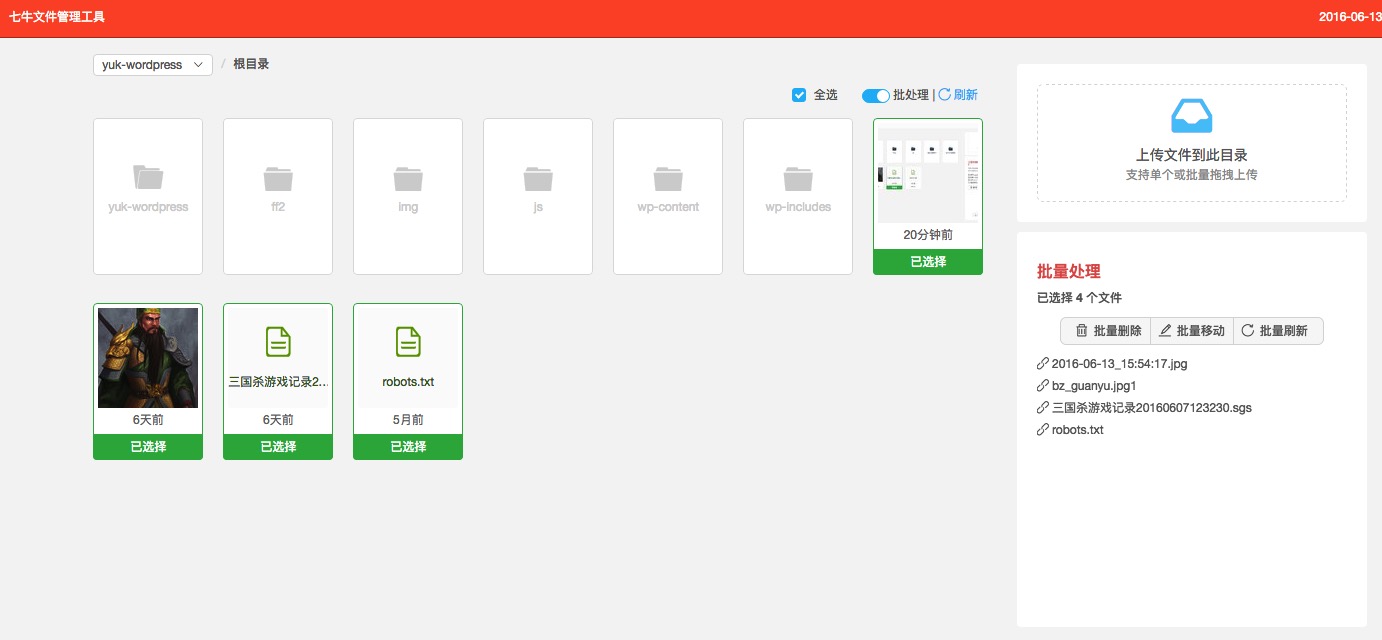 七牛文件管理工具
2016-06-13
yuk-wordpress / 根目录
全选 批处理 | 刷新
yuk-wordpress
ff2
img
js
wp-content
wp-includes
20分钟前
已选择
6天前
已选择
三国杀游戏记录2...
6天前
已选择
robots.txt
5月前
已选择
上传文件到此目录
支持单个或批量拖拽上传
批量处理
已选择 4 个文件
批量删除 批量移动 批量刷新
2016-06-13_15:54:17.jpg
bz_guanyu.jpg1
三国杀游戏记录20160607123230.sgs
robots.txt